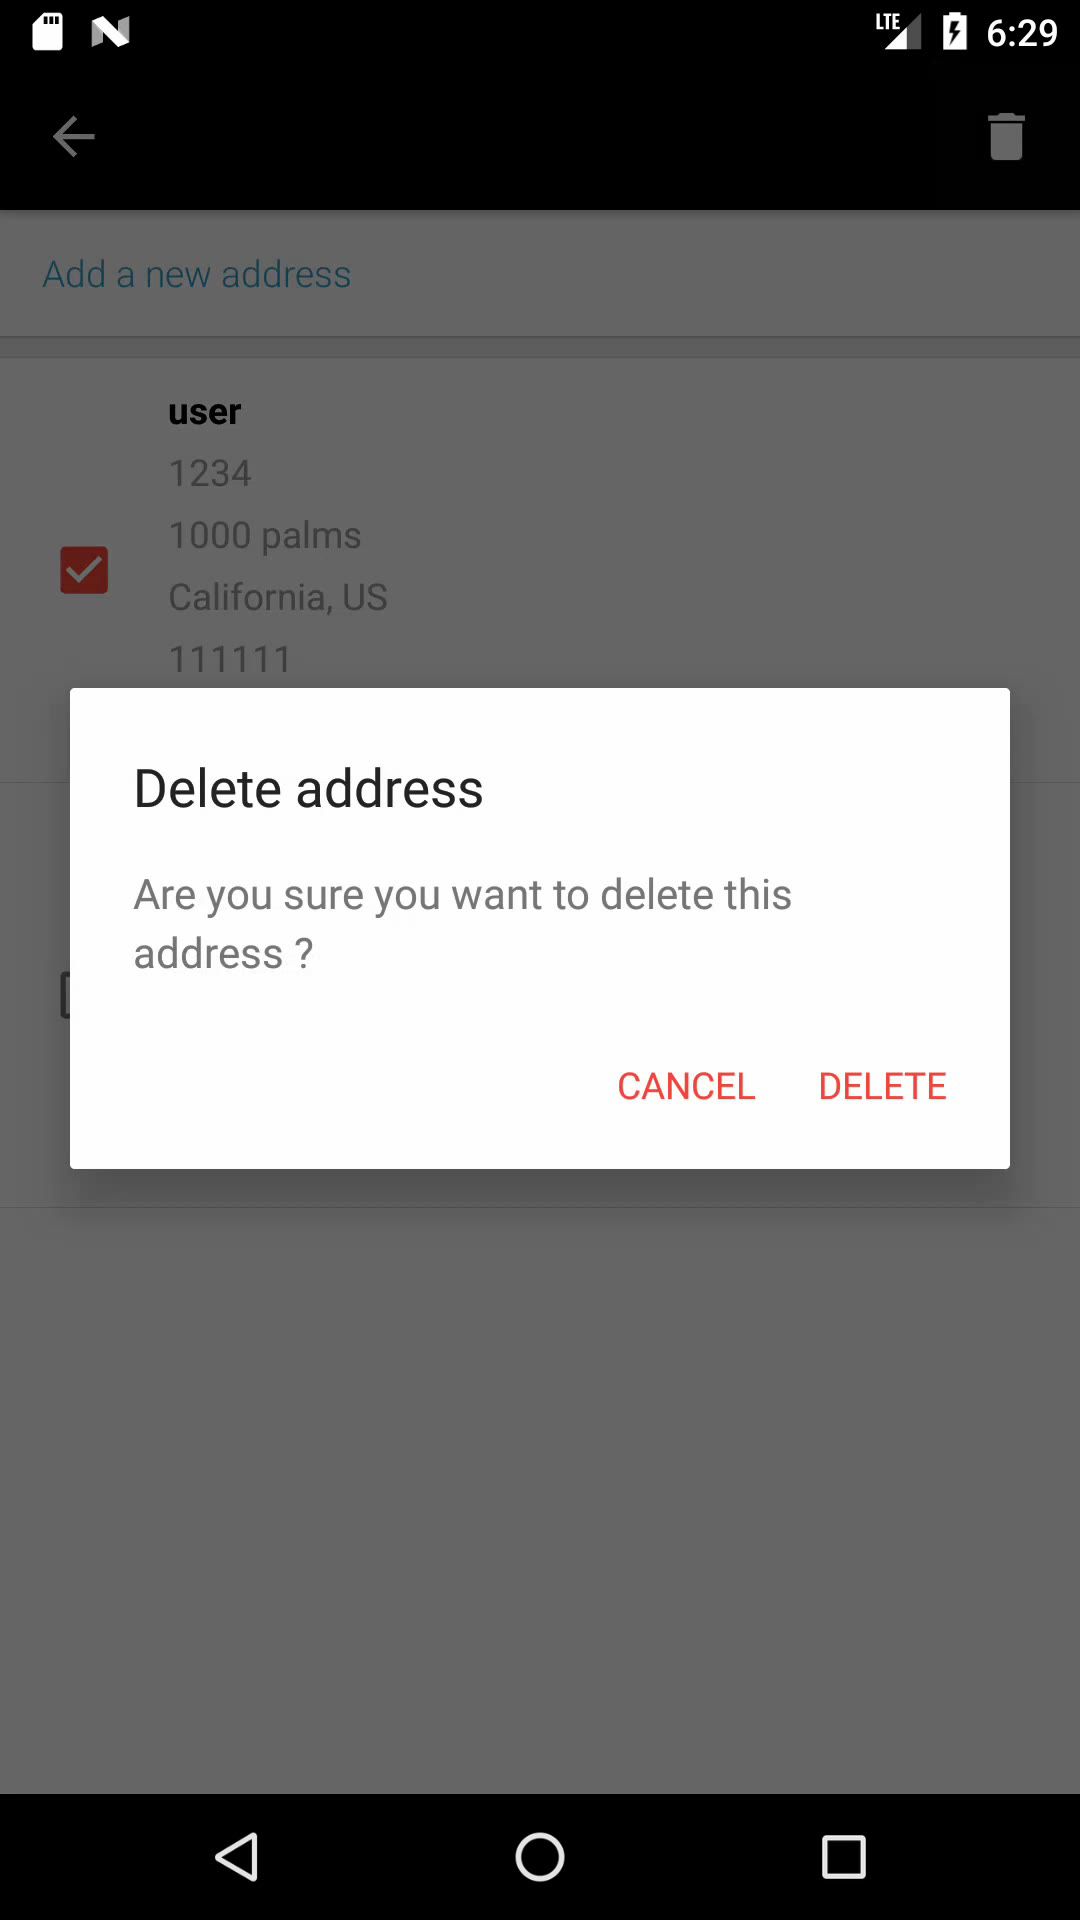 LTE 6:29
Add a new address
user
1234
1000 palms
California, US
111111
Delete address
Are you sure you want to delete this
address ?
CANCEL DELETE